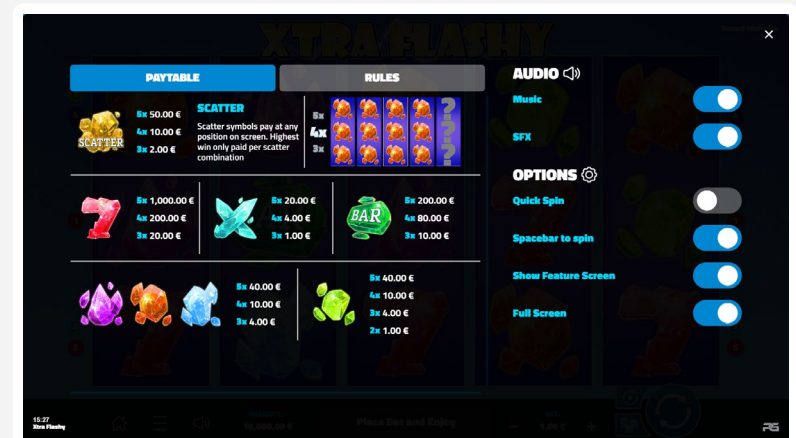 XTRA FLASHY
PAYTABLE
RULES
SCATTER
5x 50.00 €
4x 10.00 €
3x 2.00 €
SCATTER
Scatter symbols pay at any
position on screen. Highest
win only paid per scatter
combination
5x
4x
3x
5x 1,000.00 €
4x 200.00 €
3x 20.00 €
5x 20.00 €
4x 4.00 €
3x 1.00 €
BAR
5x 200.00 €
4x 80.00 €
3x 10.00 €
5x 40.00 €
4x 10.00 €
3x 4.00 €
5x 40.00 €
4x 10.00 €
3x 4.00 €
2x 1.00 €
AUDIO
Music
SFX
OPTIONS
Quick Spin
Spacebar to spin
Show Feature Screen
Full Screen
15:27
Xtra Flashy
Place Bet and Enjoy
1.00 €